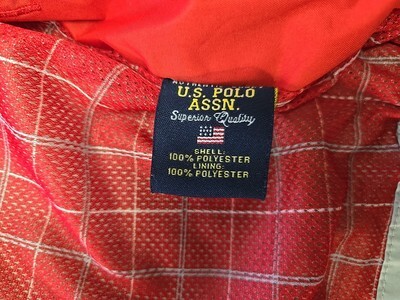 U.S. POLO
ASSN.
Superior Quality
SHELL:
100% POLYESTER
LINING:
100% POLYESTER